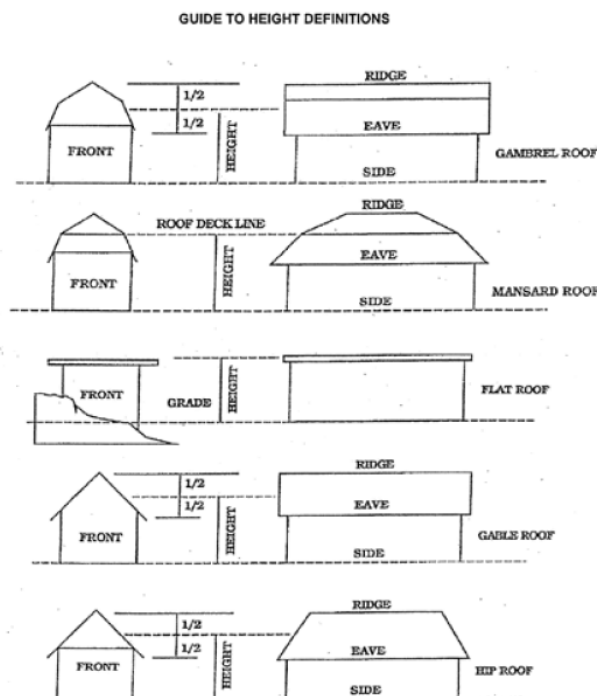 GUIDE TO HEIGHT DEFINITIONS
RIDGE
1/2
1/2
EAVE
FRONT
HEIGHT
SIDE
GAMBREL ROOF
RIDGE
ROOF DECK LINE
EAVE
FRONT
HEIGHT
SIDE
MANSARD ROOF
FRONT
GRADE
HEIGHT
FLAT ROOF
RIDGE
1/2
1/2
EAVE
FRONT
HEIGHT
SIDE
GABLE ROOF
RIDGE
1/2
1/2
EAVE
FRONT
HEIGHT
SIDE
HIP ROOF